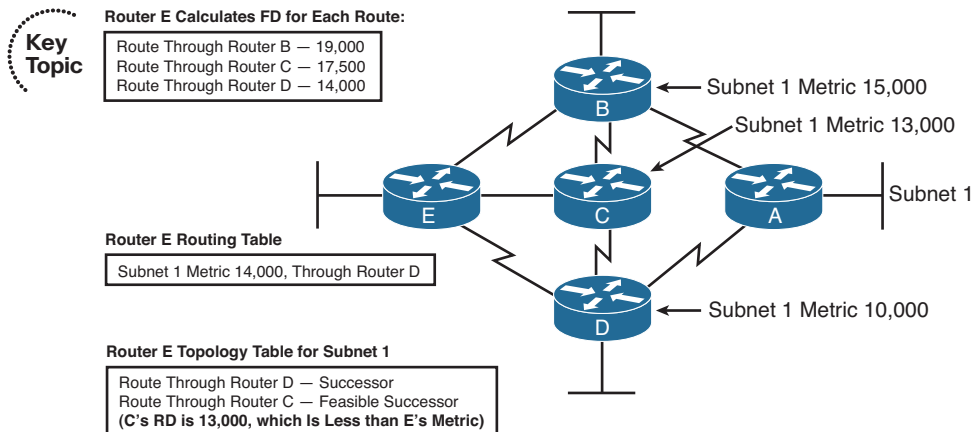 Key
Topic
Router E Calculates FD for Each Route:
Route Through Router B — 19,000
Route Through Router C — 17,500
Route Through Router D — 14,000
B
Subnet 1 Metric 15,000
Subnet 1 Metric 13,000
E
C
A
Subnet 1
Router E Routing Table
Subnet 1 Metric 14,000, Through Router D
D
Subnet 1 Metric 10,000
Router E Topology Table for Subnet 1
Route Through Router D — Successor
Route Through Router C — Feasible Successor
(C's RD is 13,000, which Is Less than E's Metric)